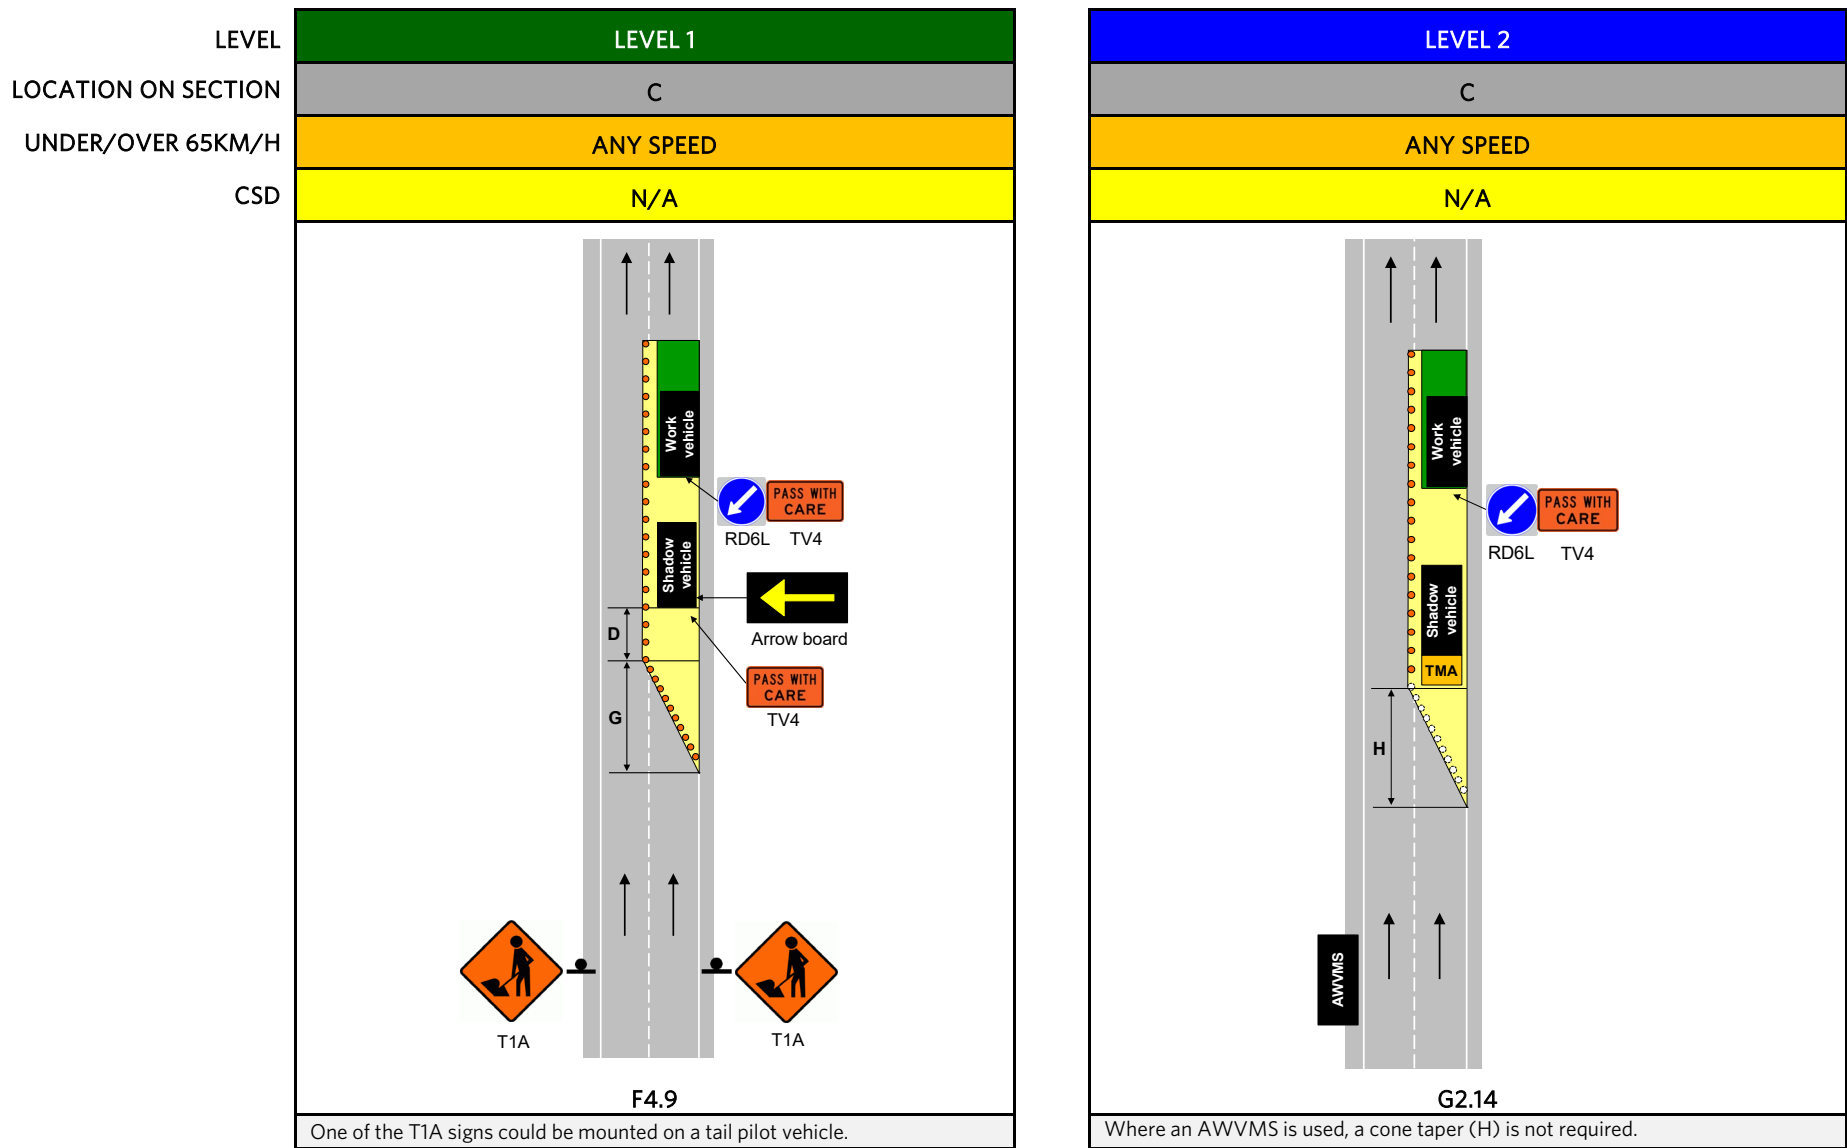 LEVEL
LOCATION ON SECTION
UNDER/OVER 65KM/H
CSD
LEVEL 1
C
ANY SPEED
N/A
Work
vehicle
PASS WITH
CARE
RD6L
TV4
Shadow
vehicle
Arrow board
D
PASS WITH
CARE
TV4
G
T1A
T1A
F4.9
One of the T1A signs could be mounted on a tail pilot vehicle.
LEVEL 2
C
ANY SPEED
N/A
Work
vehicle
PASS WITH
CARE
RD6L
TV4
Shadow
vehicle
TMA
H
AWVMS
G2.14
Where an AWVMS is used, a cone taper (H) is not required.